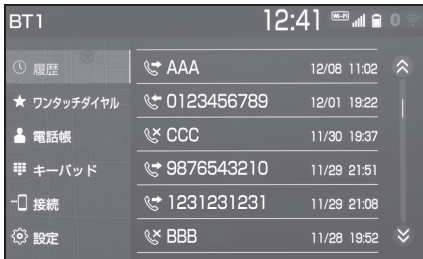 BT1 12:41 Wi-Fi
履歴
ワンタッチダイヤル
電話帳
キーパッド
接続
設定
AAA 12/08 11:02
0123456789 12/01 19:22
CCC 11/30 19:37
9876543210 11/29 21:51
1231231231 11/29 21:08
BBB 11/28 19:52